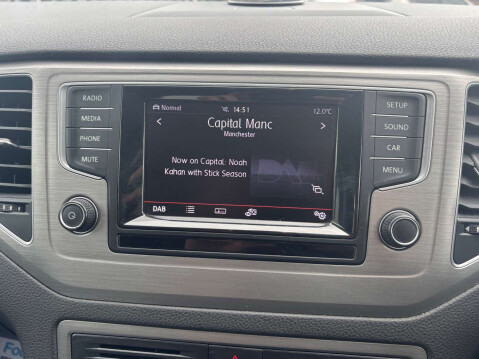 Normal 14:51 12.0°C
Capital Manc
Manchester
Now on Capital: Noah
Kahan with Stick Season
DAB
RADIO
MEDIA
PHONE
MUTE
SETUP
SOUND
CAR
MENU